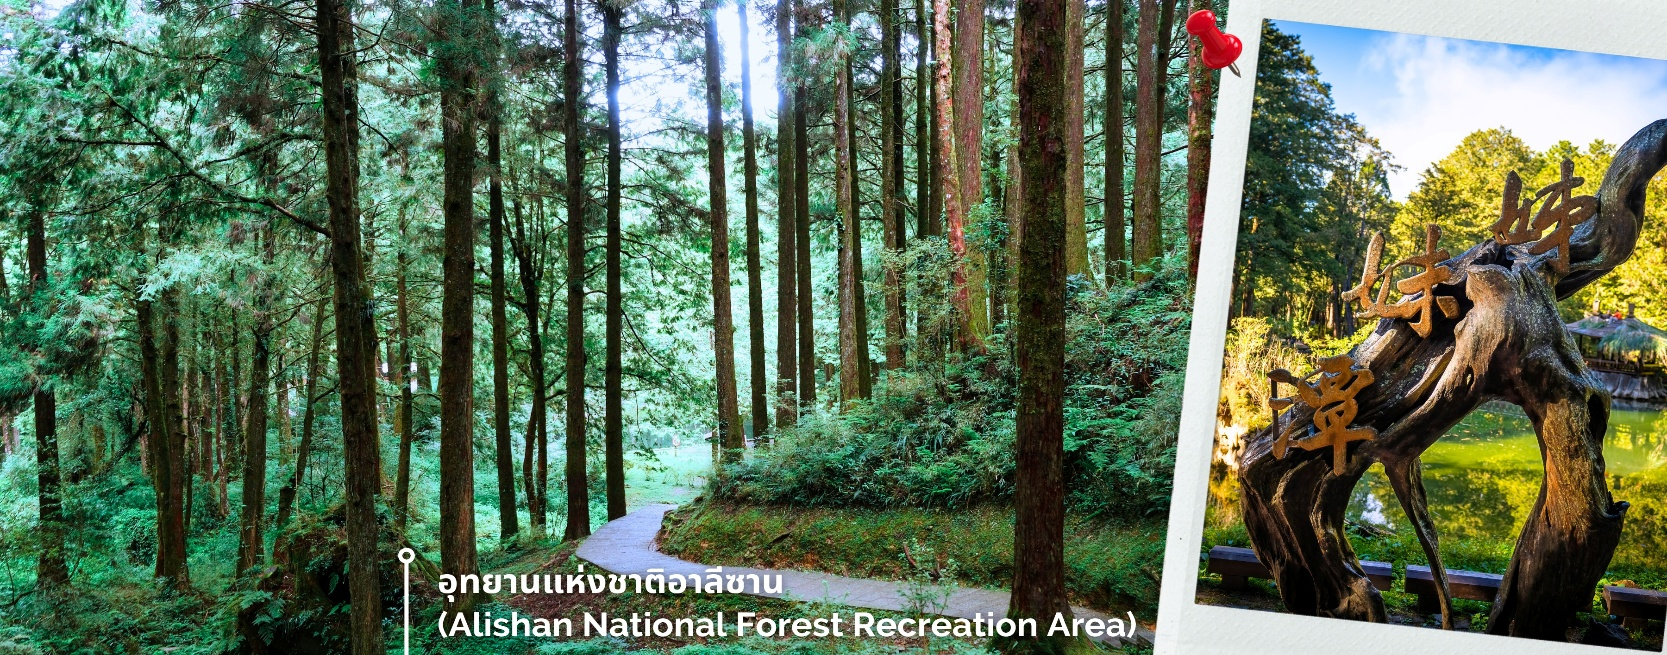 อุทยานแห่งชาติอาลีซาน
(Alishan National Forest Recreation Area)
姊
妹
潭